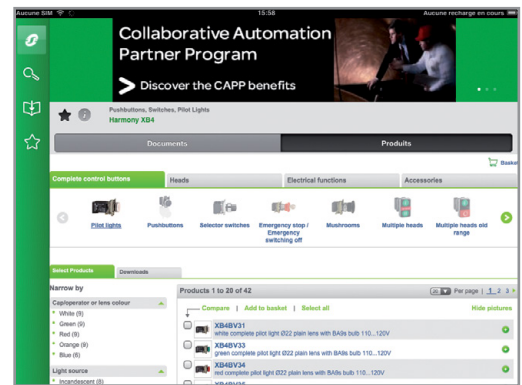 Aucune SIM
15:58
Aucune recharge en cours
Collaborative Automation
Partner Program
Discover the CAPP benefits
Pushbuttons, Switches, Pilot Lights
Harmony XB4
Documents
Produits
Basket
Complete control buttons
Heads
Electrical functions
Accessories
Pilot lights
Pushbuttons
Selector switches
Emergency stop /
Emergency
switching off
Mushrooms
Multiple heads
Multiple heads old
range
Select Products
Downloads
Narrow by
Products 1 to 20 of 42
20
Per page | 1 2 3
Cap/operator or lens colour
White (9)
Green (9)
Red (9)
Orange (8)
Blue (6)
Light source
Incandescent (8)
Compare | Add to basket | Select all
Hide pictures
XB4BV31
white complete pilot light Ø22 plain lens with BA9s bulb 110...120V
XB4BV33
green complete pilot light Ø22 plain lens with BA9s bulb 110...120V
XB4BV34
red complete pilot light Ø22 plain lens with BA9s bulb 110...120V